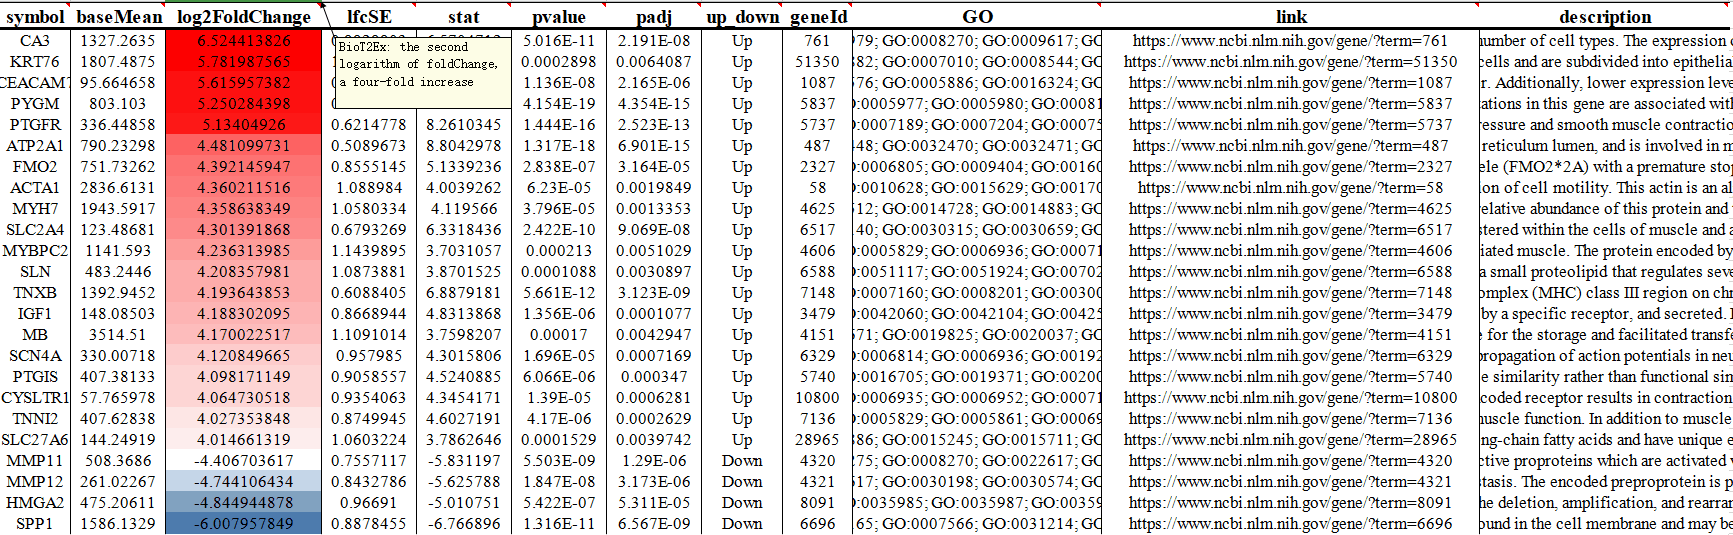 symbol baseMean log2FoldChange lfcSE stat pvalue padj up_down geneId GO link description
CA3 1327.2635 6.524413826 5.016E-11 2.191E-08 Up 761 GO:0008270; GO:0009617; https://www.ncbi.nlm.nih.gov/gene/?term=761 number of cell types. The expression
BioT2Ex: the second
logarithm of foldChange,
a four-fold increase
KRT76 1807.4875 5.781987565 0.0002898 0.0064087 Up 51350 GO:0007010; GO:0008544; https://www.ncbi.nlm.nih.gov/gene/?term=51350 cells and are subdivided into epithelia
95.664658 5.615957382 1.136E-08 2.165E-06 Up 1087 GO:0005886; GO:0016324; https://www.ncbi.nlm.nih.gov/gene/?term=1087 r. Additionally, lower expression leve
PYGM 803.103 5.250284398 4.154E-19 4.354E-15 Up 5837 :0005977; GO:0005980; GO:00081 https://www.ncbi.nlm.nih.gov/gene/?term=5837 ations in this gene are associated with
PTGFR 336.44858 5.13404926 0.6214778 8.2610345 1.444E-16 2.523E-13 Up 5737 :0007189; GO:0007204; GO:00075 https://www.ncbi.nlm.nih.gov/gene/?term=5737 ressure and smooth muscle contractio
ATP2A1 790.23298 4.481099731 0.5089673 8.8042978 1.317E-18 6.901E-15 Up 487 448; GO:0032470; GO:0032471; https://www.ncbi.nlm.nih.gov/gene/?term=487 reticulum lumen, and is involved in m
FMO2 751.73262 4.392145947 0.8555145 5.1339236 2.838E-07 3.164E-05 Up 2327 :0006805; GO:0009404; GO:00160 https://www.ncbi.nlm.nih.gov/gene/?term=2327 ele (FMO2*2A) with a premature stop
ACTA1 2836.6131 4.360211516 1.088984 4.0039262 6.23E-05 0.0019849 Up 58 :0010628; GO:0015629; GO:00170 https://www.ncbi.nlm.nih.gov/gene/?term=58 on of cell motility. This actin is an al
MYH7 1943.5917 4.358638349 1.0580334 4.119566 3.796E-05 0.0013353 Up 4625 512; GO:0014728; GO:0014883; https://www.ncbi.nlm.nih.gov/gene/?term=4625 relative abundance of this protein and
SLC2A4 123.48681 4.301391868 0.6793269 6.3318436 2.422E-10 9.069E-08 Up 6517 40; GO:0030315; GO:0030659; https://www.ncbi.nlm.nih.gov/gene/?term=6517 stered within the cells of muscle and a
MYBPC2 1141.593 4.236313985 1.1439895 3.7031057 0.000213 0.0051029 Up 4606 :0005829; GO:0006936; GO:00071 https://www.ncbi.nlm.nih.gov/gene/?term=4606 iated muscle. The protein encoded by
SLN 483.2446 4.208357981 1.0873881 3.8701525 0.0001088 0.0030897 Up 6588 :0051117; GO:0051924; GO:00702 https://www.ncbi.nlm.nih.gov/gene/?term=6588 a small proteolipid that regulates seve
TNXB 1392.9452 4.193643853 0.6088405 6.8879181 5.661E-12 3.123E-09 Up 7148 :0007160; GO:0008201; GO:00300 https://www.ncbi.nlm.nih.gov/gene/?term=7148 omplex (MHC) class III region on chr
IGF1 148.08503 4.188302095 0.8668944 4.8313868 1.356E-06 0.0001077 Up 3479 :0042060; GO:0042104; GO:00425 https://www.ncbi.nlm.nih.gov/gene/?term=3479 by a specific receptor, and secreted.
MB 3514.51 4.170022517 1.1091014 3.7598207 0.00017 0.0042947 Up 4151 571; GO:0019825; GO:0020037; https://www.ncbi.nlm.nih.gov/gene/?term=4151 e for the storage and facilitated transfe
SCN4A 330.00718 4.120849665 0.957985 4.3015806 1.696E-05 0.0007169 Up 6329 :0006814; GO:0006936; GO:00192 https://www.ncbi.nlm.nih.gov/gene/?term=6329 propagation of action potentials in neu
PTGIS 407.38133 4.098171149 0.9058557 4.5240885 6.066E-06 0.000347 Up 5740 :0016705; GO:0019371; GO:00200 https://www.ncbi.nlm.nih.gov/gene/?term=5740 e similarity rather than functional sim
CYSLTR1 57.765978 4.064730518 0.9354063 4.3454171 1.39E-05 0.0006281 Up 10800 :0006935; GO:0006952; GO:00071 https://www.ncbi.nlm.nih.gov/gene/?term=10800 coded receptor results in contraction
TNNI2 407.62838 4.027353848 0.8749945 4.6027191 4.17E-06 0.0002629 Up 7136 :0005829; GO:0005861; GO:00069 https://www.ncbi.nlm.nih.gov/gene/?term=7136 muscle function. In addition to muscle
SLC27A6 144.24919 4.014661319 1.0603224 3.7862646 0.0001529 0.0039742 Up 28965 386; GO:0015245; GO:0015711; https://www.ncbi.nlm.nih.gov/gene/?term=28965 ng-chain fatty acids and have unique e
MMP11 508.3686 -4.406703617 0.7557117 -5.831197 5.503E-09 1.29E-06 Down 4320 275; GO:0008270; GO:0022617; https://www.ncbi.nlm.nih.gov/gene/?term=4320 ctive proproteins which are activated
MMP12 261.02267 -4.744106434 0.8432786 -5.625788 1.847E-08 3.173E-06 Down 4321 517; GO:0030198; GO:0030574; https://www.ncbi.nlm.nih.gov/gene/?term=4321 stasis. The encoded preproprotein is p
HMGA2 475.20611 -4.844944878 0.96691 -5.010751 5.422E-07 5.311E-05 Down 8091 :0035985; GO:0035987; GO:00359 https://www.ncbi.nlm.nih.gov/gene/?term=8091 he deletion, amplification, and rearran
SPP1 1586.1329 -6.007957849 0.8878455 -6.766896 1.316E-11 6.567E-09 Down 6696 65; GO:0007566; GO:0031214; https://www.ncbi.nlm.nih.gov/gene/?term=6696 ound in the cell membrane and may be